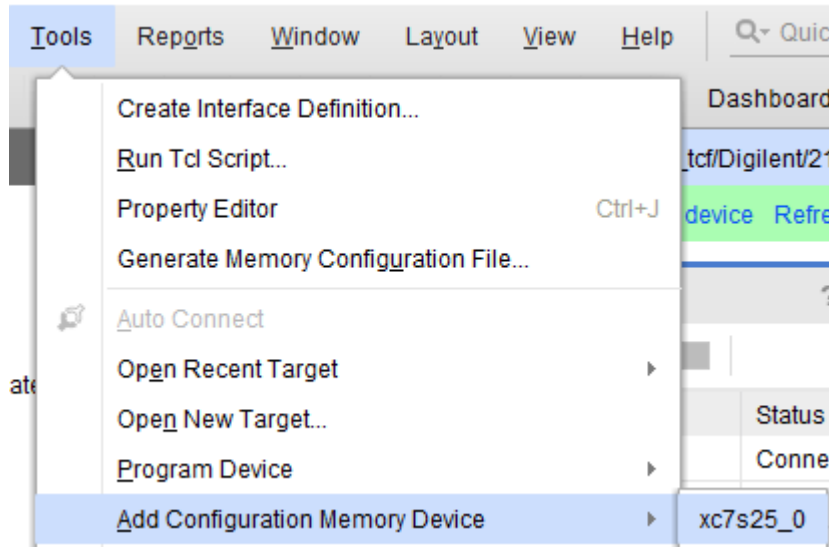 Tools Reports Window Layout View Help Quic
Dashboard
Create Interface Definition...
Run Tcl Script... _tcf/Digilent/21
Property Editor Ctrl+J device Refre
Generate Memory Configuration File...
Auto Connect ?
Open Recent Target
ate
Open New Target... Status
Program Device Conne
Add Configuration Memory Device xc7s25_0